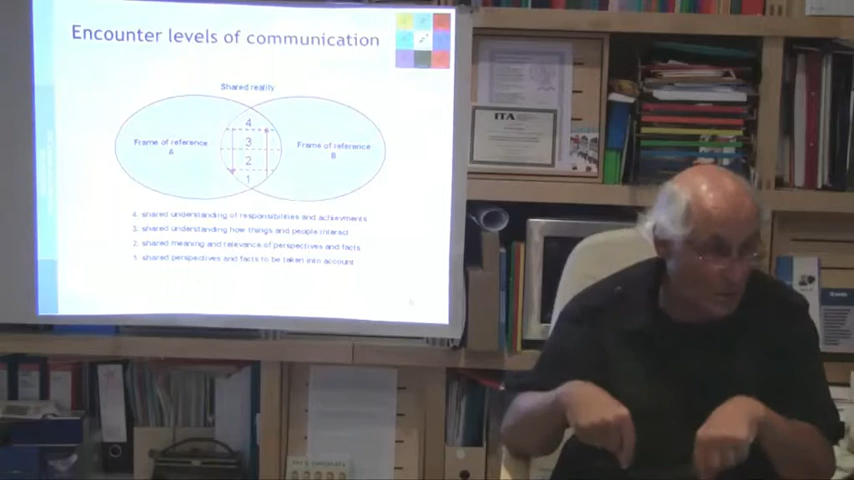 Encounter levels of communication
Shared reality
4
Frame of reference
A
3
Frame of reference
B
2
1
4. shared understanding of responsibilities and achievments
3. shared understanding how things and people interact
2. shared meaning and relevance of perspectives and facts
1. shared perspectives and facts to be taken into account
ITA